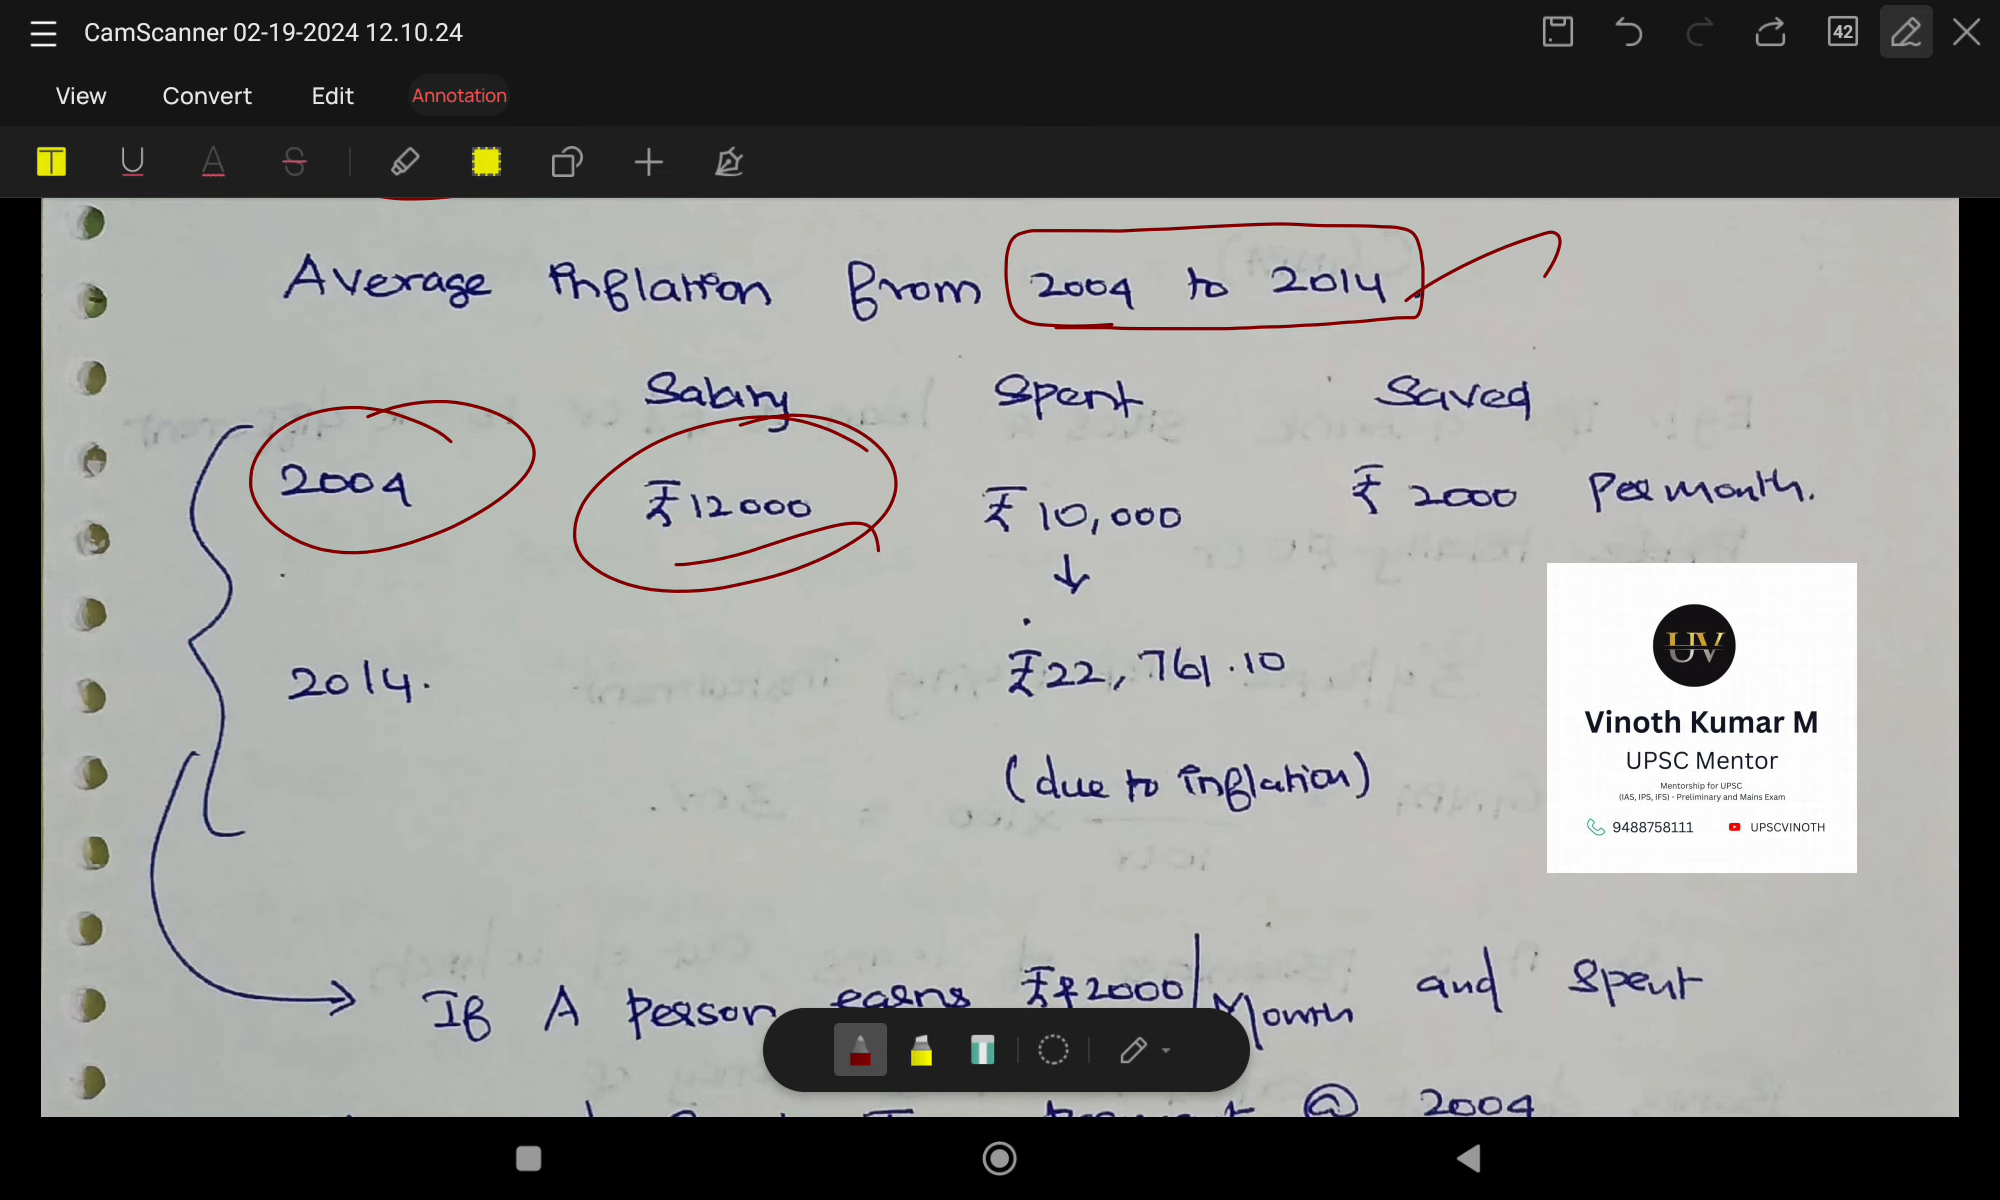 CamScanner 02-19-2024 12.10.24
42
View Convert Edit Annotation
Average inflation from 2004 to 2014.
Salary Spent Saved
2004 ₹12000 ₹10,000 ₹ 2000 Per month.
2014. ₹22,761.10
(due to inflation)
UV
Vinoth Kumar M
UPSC Mentor
Mentorship for UPSC
(IAS, IPS, IFS) - Preliminary and Mains Exam
9488758111 UPSCVINOTH
If A person earns ₹12000/Month and spent
@ 2004